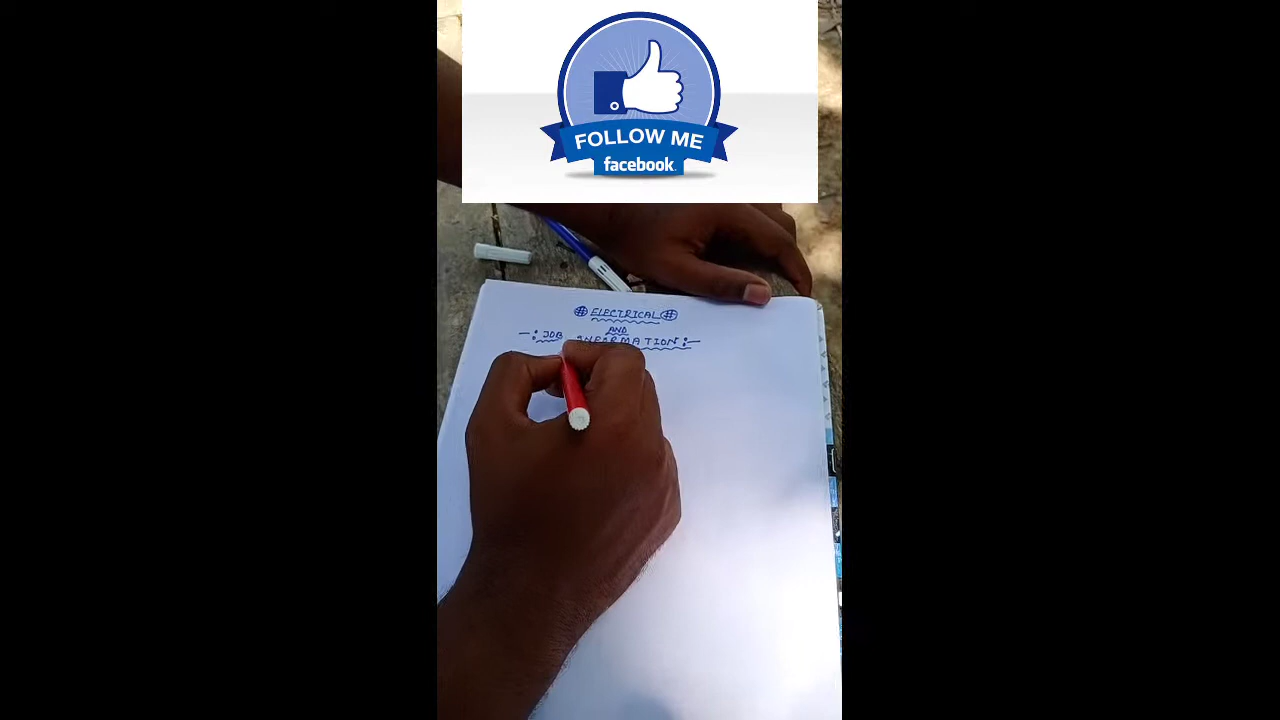 FOLLOW ME
facebook.
ELECTRICAL
AND
JOB INFORMATION